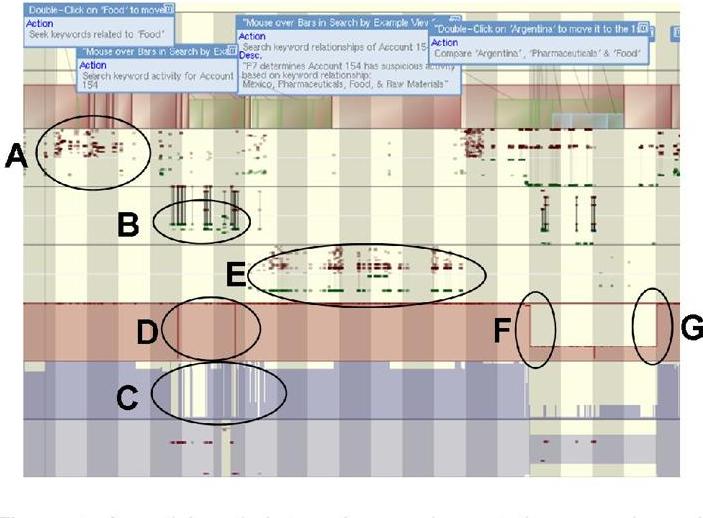 Double-Click on 'Food' to move
Action
Seek keywords related to 'Food'
"Mouse over Bars in Search by Exa
Action
Search keyword activity for Account
154
"Mouse over Bars in Search by Example View
Action
Search keyword relationships of Account 15
Desc.
"P7 determines Account 154 has suspicious activity
based on keyword relationship:
Mexico, Pharmaceuticals, Food, & Raw Materials"
"Double-Click on 'Argentina' to move it to the 1
Action
Compare 'Argentina', 'Pharmaceuticals' & 'Food'
A
B
E
D
F
G
C